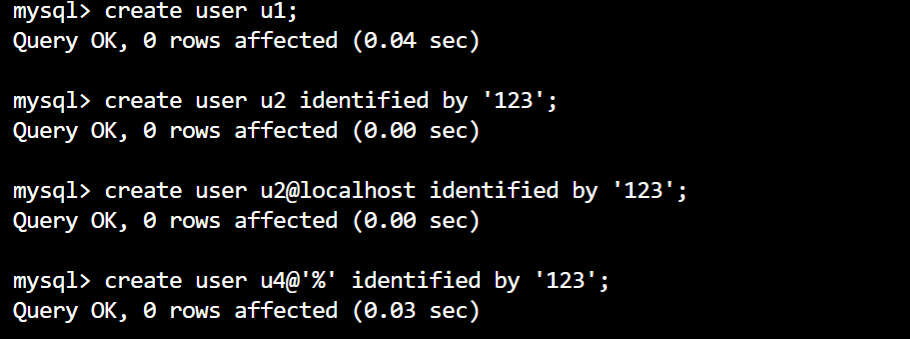 mysql> create user u1;
Query OK, 0 rows affected (0.04 sec)
mysql> create user u2 identified by '123';
Query OK, 0 rows affected (0.00 sec)
mysql> create user u2@localhost identified by '123';
Query OK, 0 rows affected (0.00 sec)
mysql> create user u4@'%' identified by '123';
Query OK, 0 rows affected (0.03 sec)